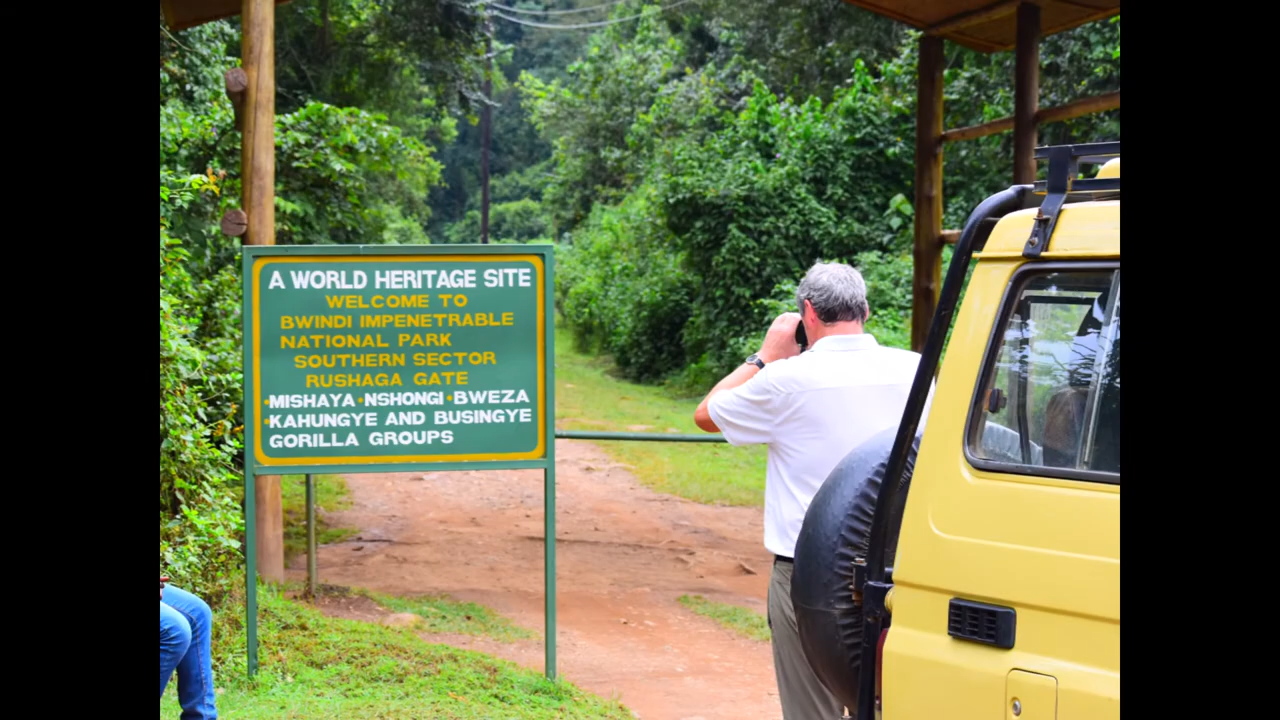 A WORLD HERITAGE SITE
WELCOME TO
BWINDI IMPENETRABLE
NATIONAL PARK
SOUTHERN SECTOR
RUSHAGA GATE
•MISHAYA•NSHONGI•BWEZA
•KAHUNGYE AND BUSINGYE
GORILLA GROUPS